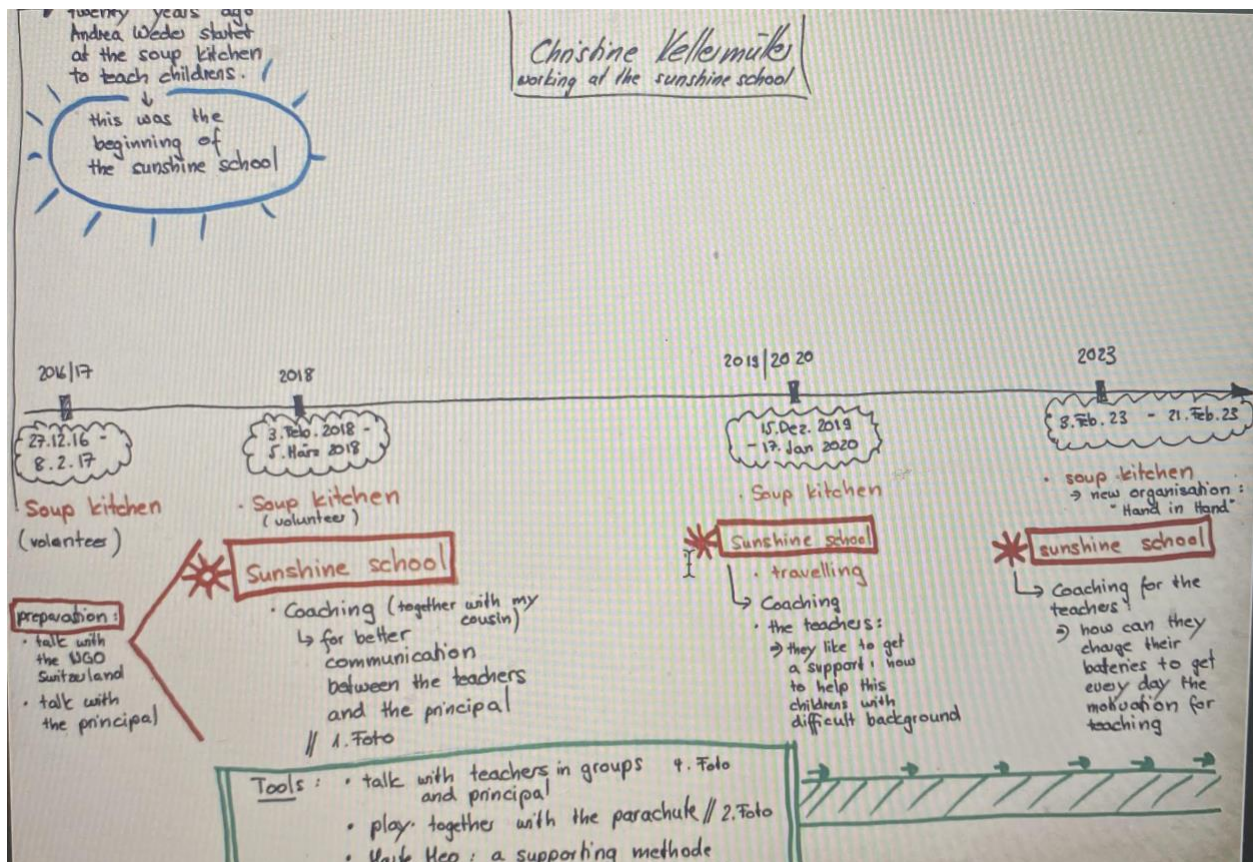 twenty years ago
Andrea Weder startet
at the soup kitchen
to teach childrens.
this was the
beginning of
the sunshine school
Christine Kellermüller
working at the sunshine school
2016/17
27.12.16 -
8.2.17
Soup kitchen
(volanteer)
preparation:
• talk with
the NGO
Switzerland
• talk with
the principal
2018
3. Feb. 2018 -
5. März 2018
• Soup kitchen
(volunteer)
Sunshine school
• Coaching (together with my
cousin)
↳ for better
communication
between the teachers
and the principal
// 1. Foto
2019/2020
15. Dez. 2019
- 17. Jan 2020
• Soup kitchen
Sunshine school
• travelling
↳ Coaching
• the teachers:
→ they like to get
a support: how
to help this
childrens with
difficult background
2023
8. Feb. 23 - 21. Feb. 23
• soup kitchen
→ new organisation:
"Hand in Hand"
sunshine school
↳ Coaching for the
teachers:
→ how can they
charge their
bateries to get
every day the
motivation for
teaching
Tools: • talk with teachers in groups 4. Foto
and principal
• play together with the parachute // 2. Foto
• : a supporting methode